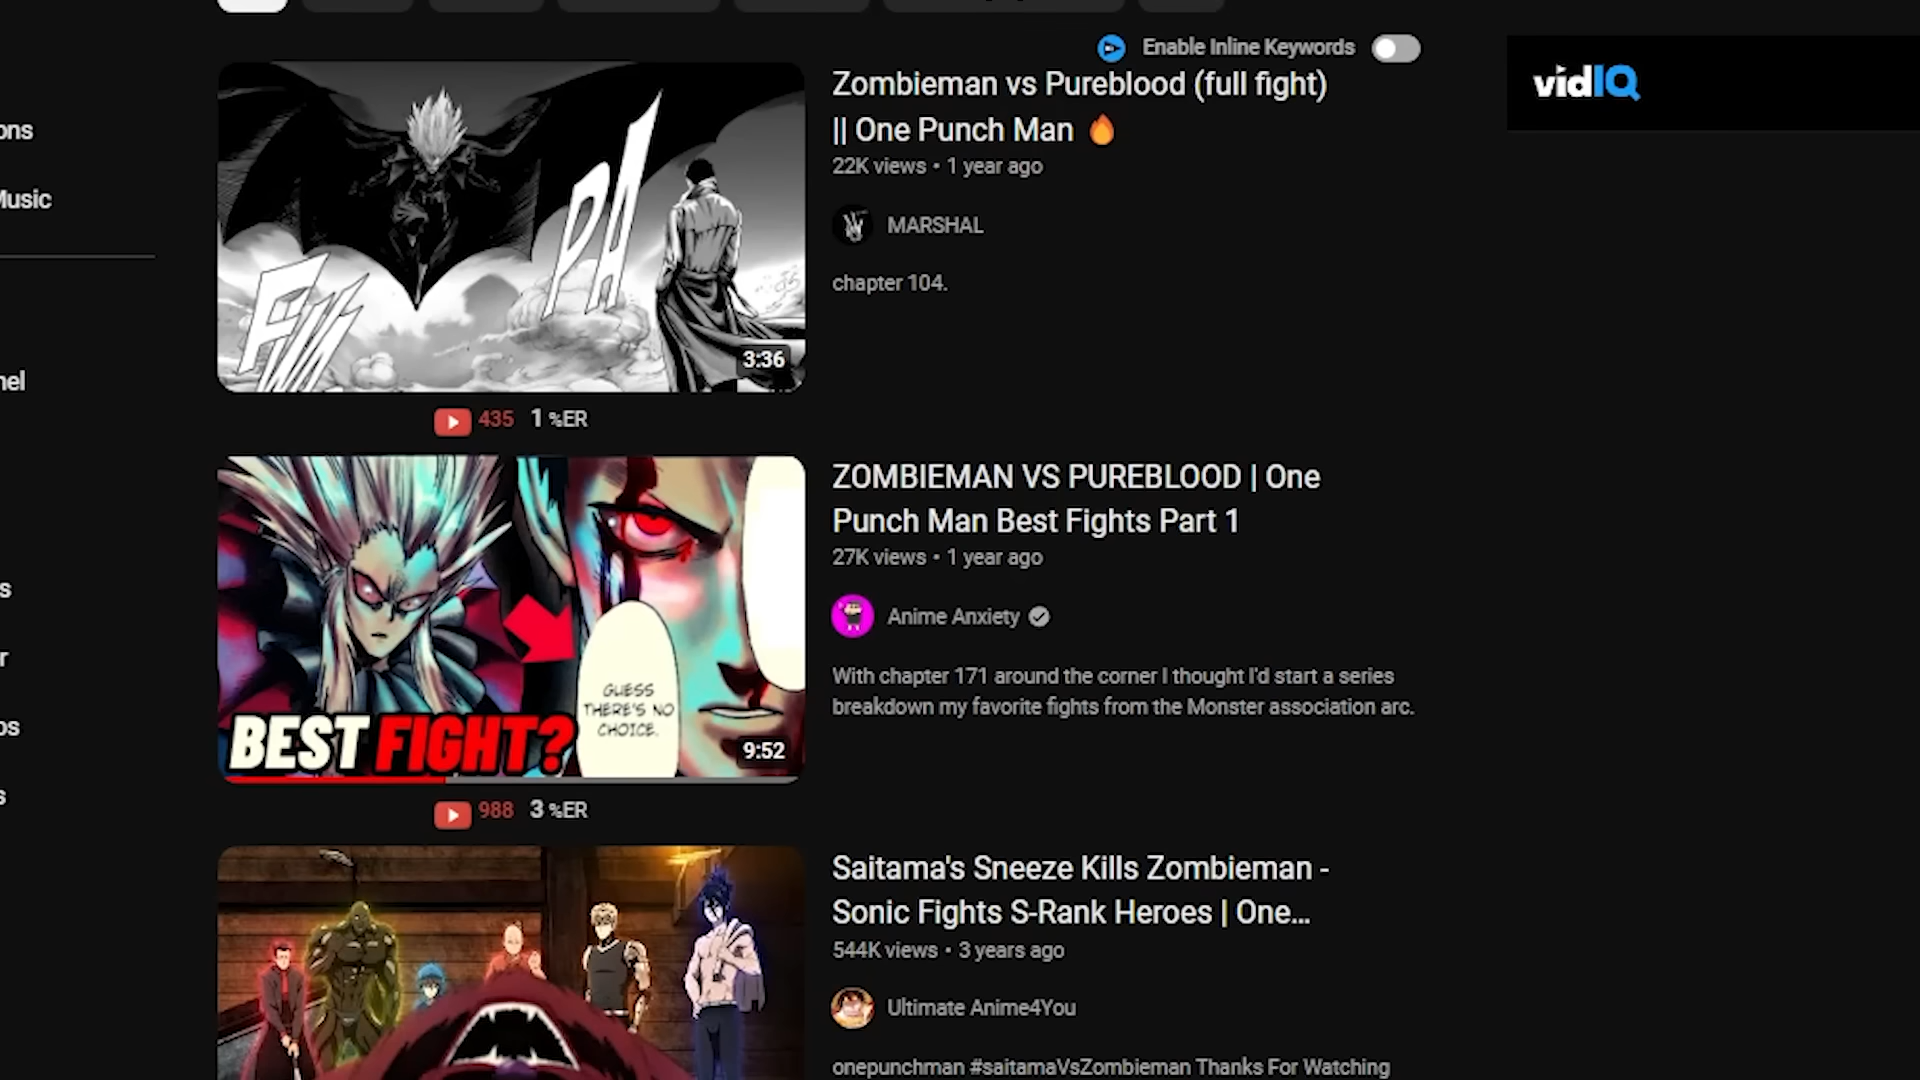 Enable Inline Keywords
vidIQ
ons
Music
nel
s
r
os
s
FWA
PA
3:36
435 1 %ER
Zombieman vs Pureblood (full fight)
|| One Punch Man 🔥
22K views • 1 year ago
MARSHAL
chapter 104.
GUESS
THERE'S NO
CHOICE.
BEST FIGHT?
9:52
988 3 %ER
ZOMBIEMAN VS PUREBLOOD | One
Punch Man Best Fights Part 1
27K views • 1 year ago
Anime Anxiety
With chapter 171 around the corner I thought I'd start a series
breakdown my favorite fights from the Monster association arc.
Saitama's Sneeze Kills Zombieman -
Sonic Fights S-Rank Heroes | One...
544K views • 3 years ago
Ultimate Anime4You
onepunchman #saitamaVsZombieman Thanks For Watching